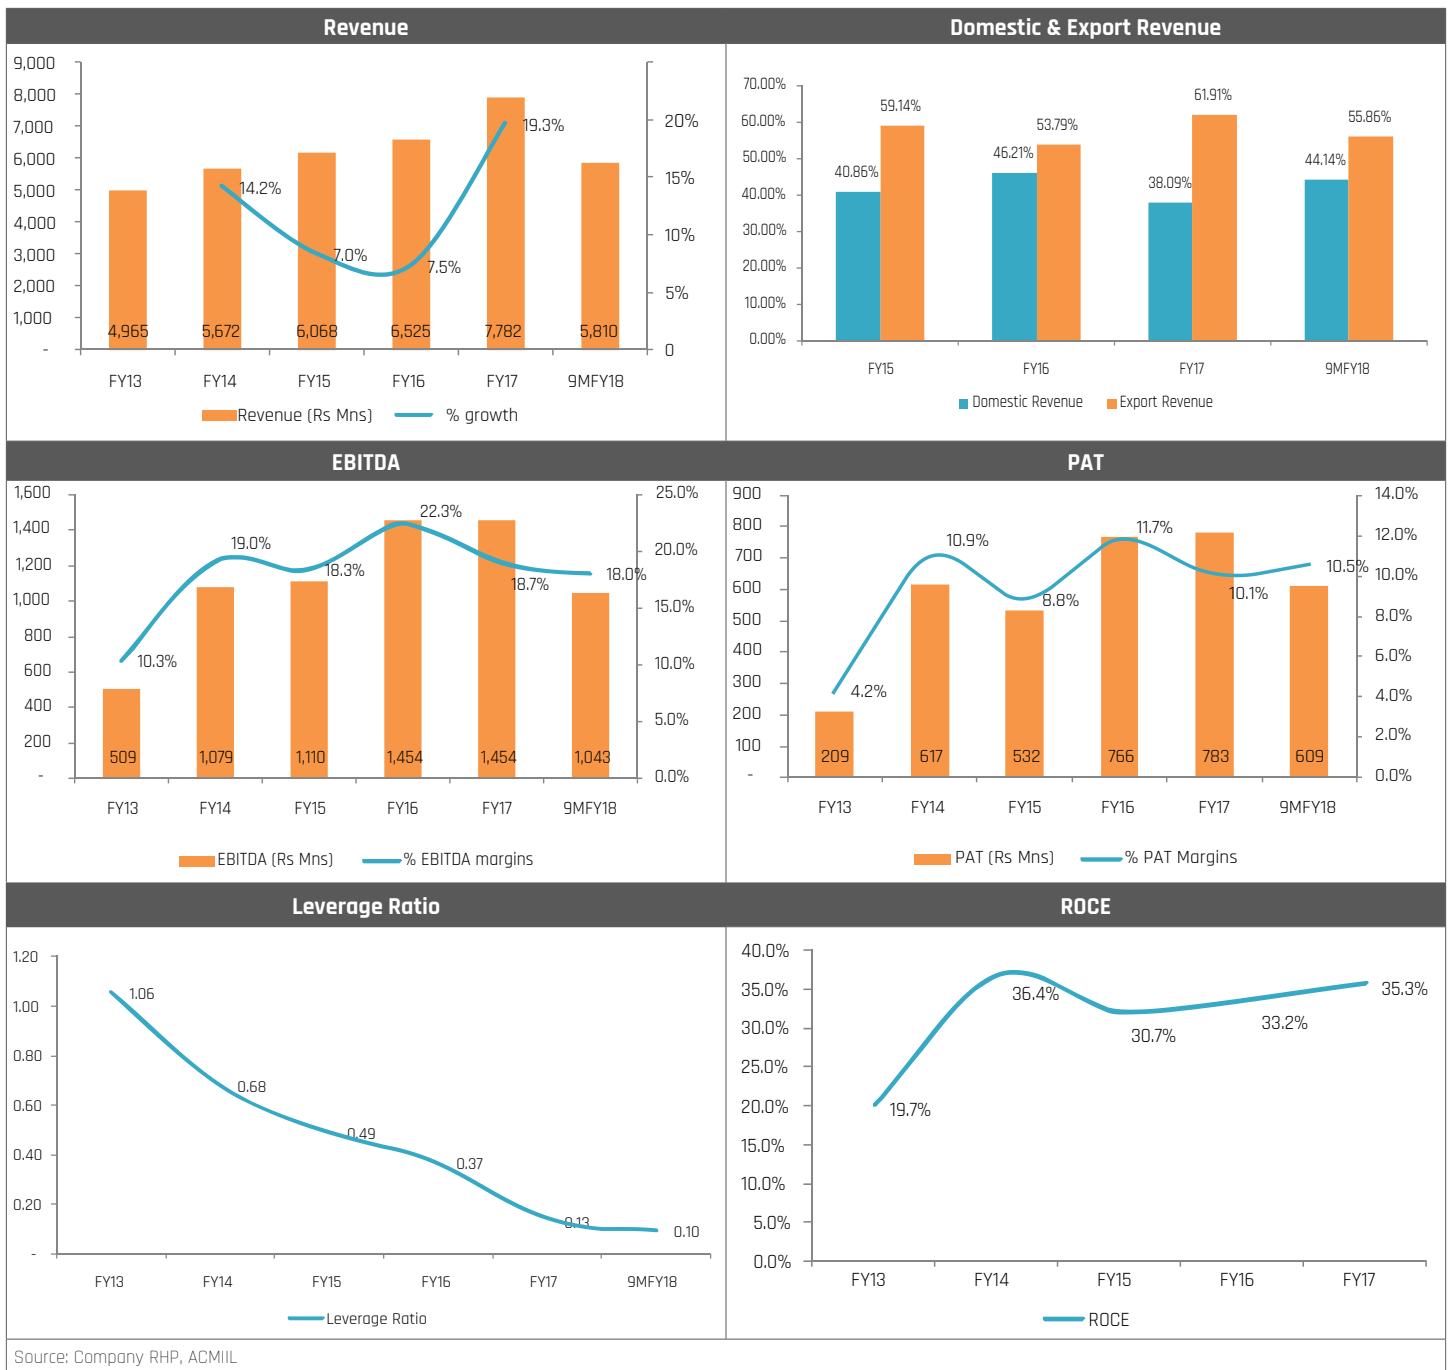 Revenue
9,000
8,000
7,000
6,000
5,000
4,000
3,000
2,000
1,000
-
20%
15%
10%
5%
0
14.2%
7.0%
7.5%
19.3%
4,965
5,672
6,068
6,525
7,782
5,810
FY13
FY14
FY15
FY16
FY17
9MFY18
Revenue (Rs Mns)
% growth
Domestic & Export Revenue
70.00%
60.00%
50.00%
40.00%
30.00%
20.00%
10.00%
0.00%
40.86%
59.14%
46.21%
53.79%
38.09%
61.91%
44.14%
55.86%
FY15
FY16
FY17
9MFY18
Domestic Revenue
Export Revenue
EBITDA
1,600
1,400
1,200
1,000
800
600
400
200
-
25.0%
20.0%
15.0%
10.0%
5.0%
0.0%
10.3%
19.0%
18.3%
22.3%
18.7%
18.0%
509
1,079
1,110
1,454
1,454
1,043
FY13
FY14
FY15
FY16
FY17
9MFY18
EBITDA (Rs Mns)
% EBITDA margins
PAT
900
800
700
600
500
400
300
200
100
-
14.0%
12.0%
10.0%
8.0%
6.0%
4.0%
2.0%
0.0%
4.2%
10.9%
8.8%
11.7%
10.1%
10.5%
209
617
532
766
783
609
FY13
FY14
FY15
FY16
FY17
9MFY18
PAT (Rs Mns)
% PAT Margins
Leverage Ratio
1.20
1.00
0.80
0.60
0.40
0.20
-
1.06
0.68
0.49
0.37
0.13
0.10
FY13
FY14
FY15
FY16
FY17
9MFY18
Leverage Ratio
ROCE
40.0%
35.0%
30.0%
25.0%
20.0%
15.0%
10.0%
5.0%
0.0%
19.7%
36.4%
30.7%
33.2%
35.3%
FY13
FY14
FY15
FY16
FY17
ROCE
Source: Company RHP, ACMIIL